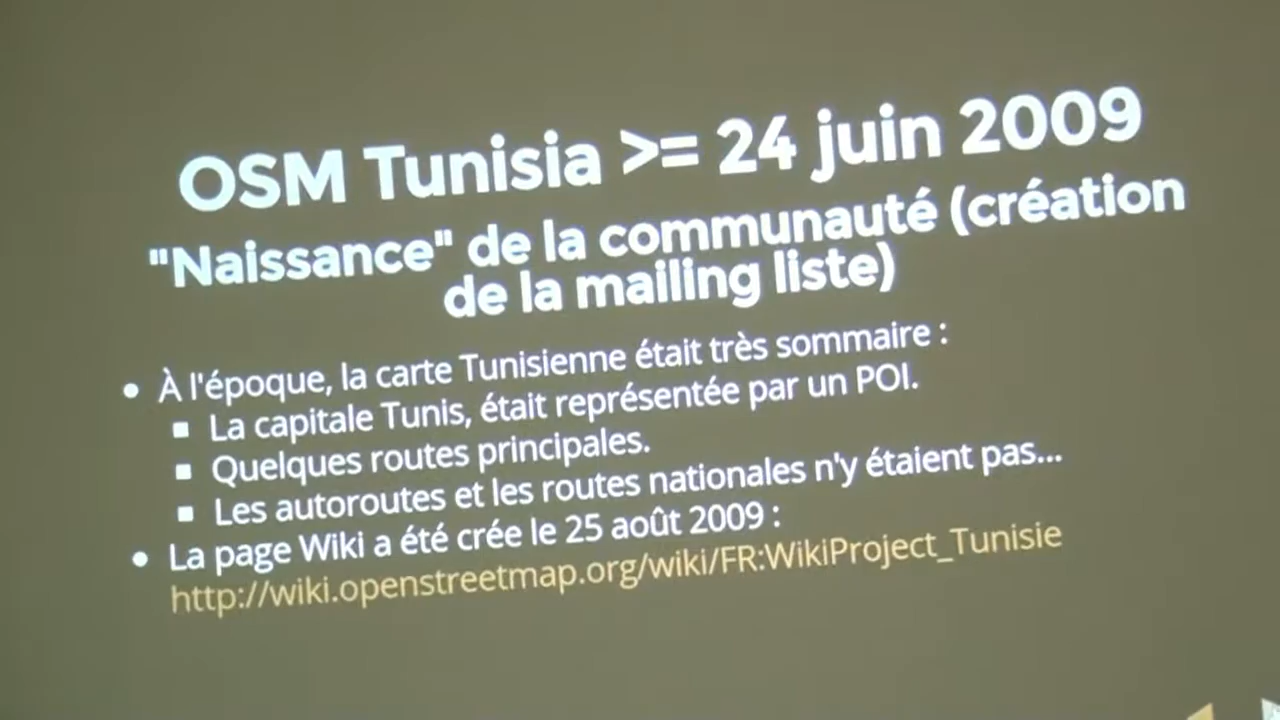 OSM Tunisia >= 24 juin 2009
"Naissance" de la communauté (création
de la mailing liste)
À l'époque, la carte Tunisienne était très sommaire :
La capitale Tunis, était représentée par un POI.
Quelques routes principales.
Les autoroutes et les routes nationales n'y étaient pas...
La page Wiki a été crée le 25 août 2009 :
http://wiki.openstreetmap.org/wiki/FR:WikiProject_Tunisie